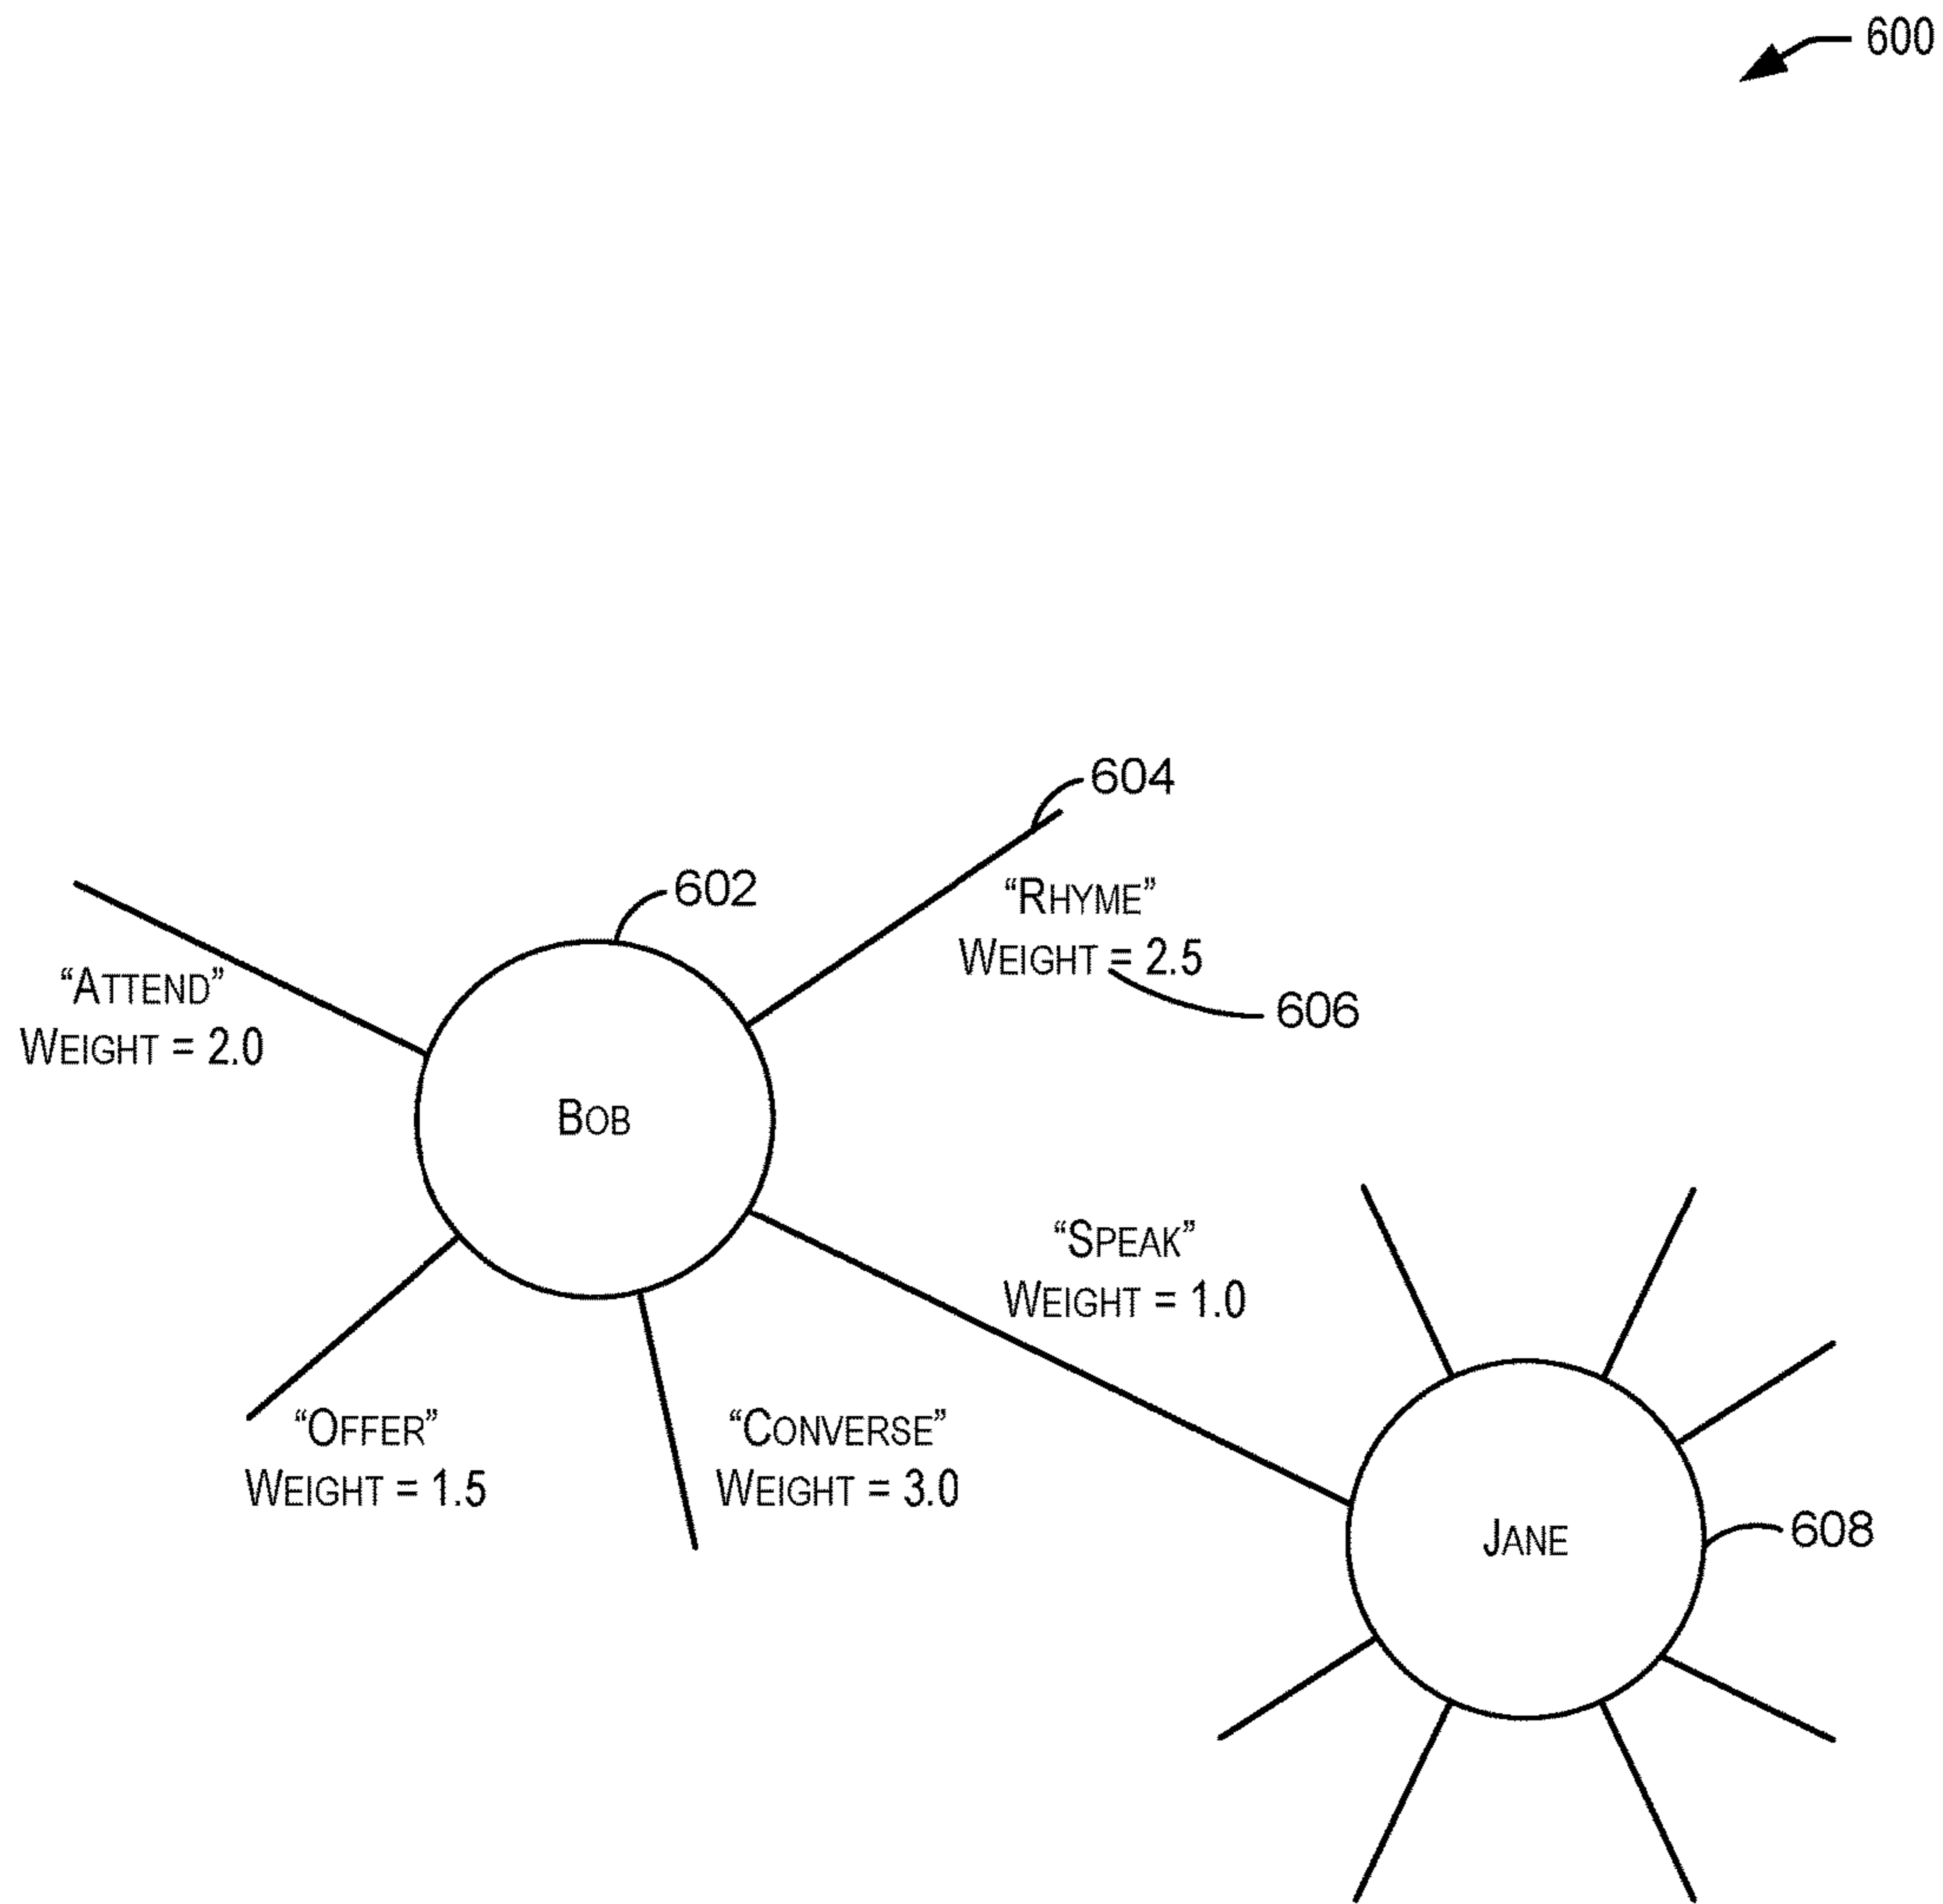 600
604
602
“RHYME”
WEIGHT = 2.5
“ATTEND”
606
WEIGHT = 2.0
BOB
“SPEAK”
WEIGHT = 1.0
“OFFER”
WEIGHT = 1.5
“CONVERSE”
WEIGHT = 3.0
JANE
608